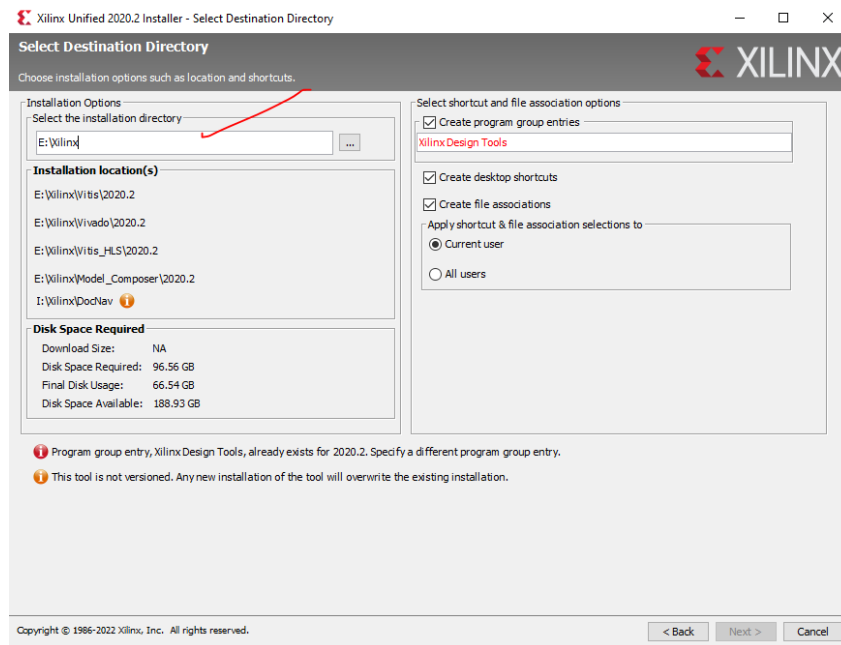 Xilinx Unified 2020.2 Installer - Select Destination Directory
Select Destination Directory
Choose installation options such as location and shortcuts.
XILINX
Installation Options
Select the installation directory
E:\Xilinx
...
Installation location(s)
E:\Xilinx\Vitis\2020.2
E:\Xilinx\Vivado\2020.2
E:\Xilinx\Vitis_HLS\2020.2
E:\Xilinx\Model_Composer\2020.2
I:\Xilinx\DocNav
Disk Space Required
Download Size: NA
Disk Space Required: 96.56 GB
Final Disk Usage: 66.54 GB
Disk Space Available: 188.93 GB
Select shortcut and file association options
Create program group entries
Xilinx Design Tools
Create desktop shortcuts
Create file associations
Apply shortcut & file association selections to
Current user
All users
Program group entry, Xilinx Design Tools, already exists for 2020.2. Specify a different program group entry.
This tool is not versioned. Any new installation of the tool will overwrite the existing installation.
Copyright © 1986-2022 Xilinx, Inc. All rights reserved.
< Back
Next >
Cancel